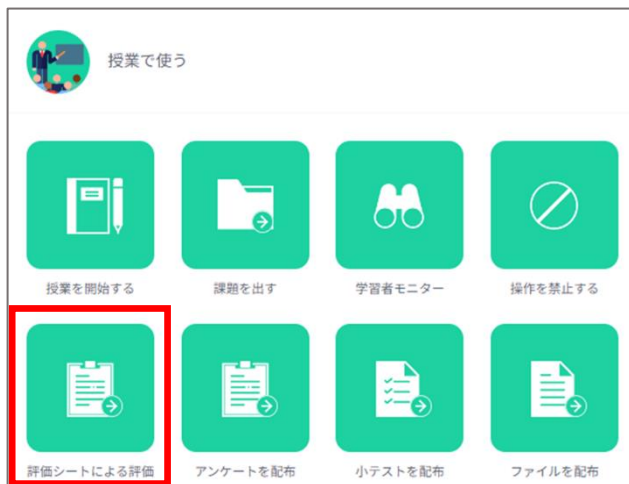 授業で使う
授業を開始する
課題を出す
学習者モニター
操作を禁止する
評価シートによる評価
アンケートを配布
小テストを配布
ファイルを配布